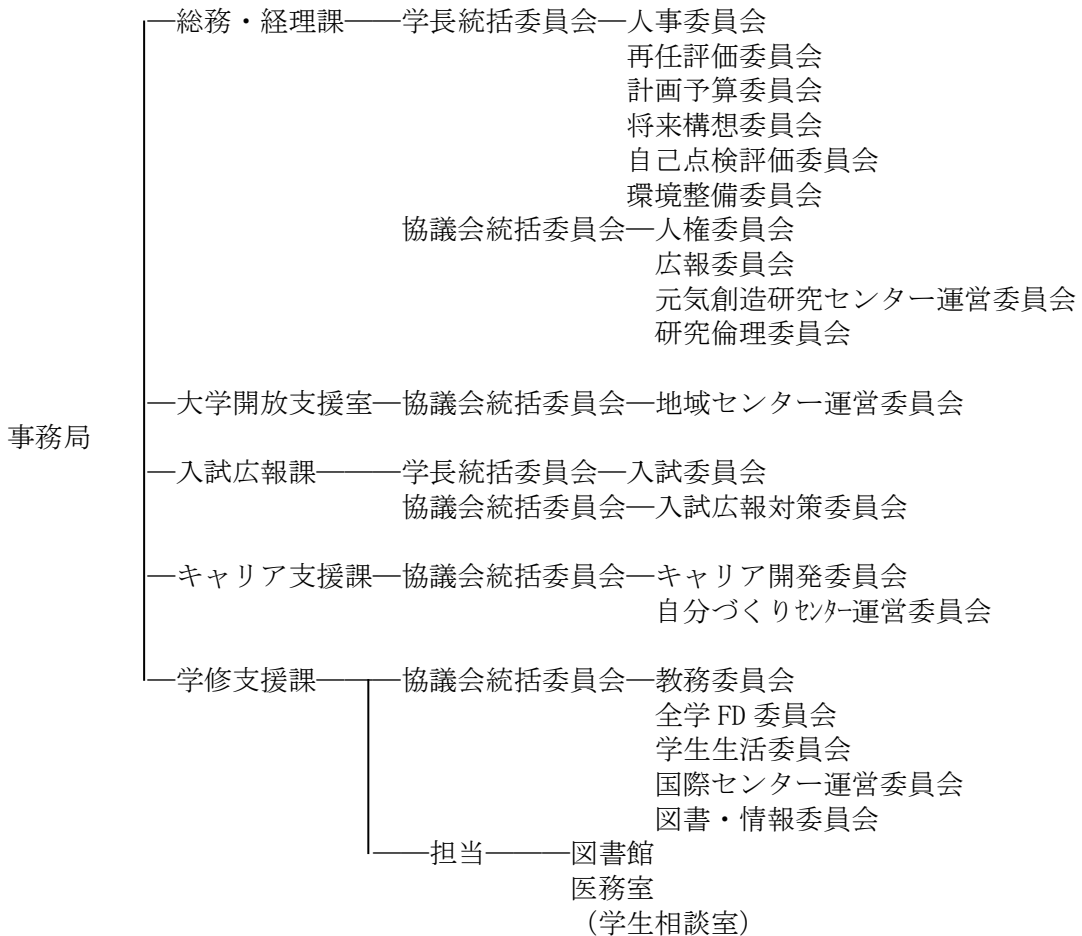 総務・経理課 学長統括委員会 人事委員会
再任評価委員会
計画予算委員会
将来構想委員会
自己点検評価委員会
環境整備委員会
協議会統括委員会 人権委員会
広報委員会
元気創造研究センター運営委員会
研究倫理委員会
大学開放支援室 協議会統括委員会 地域センター運営委員会
事務局
入試広報課 学長統括委員会 入試委員会
協議会統括委員会 入試広報対策委員会
キャリア支援課 協議会統括委員会 キャリア開発委員会
自分づくりｾﾝﾀｰ運営委員会
学修支援課 協議会統括委員会 教務委員会
全学 FD 委員会
学生生活委員会
国際センター運営委員会
図書・情報委員会
担当 図書館
医務室
（学生相談室）